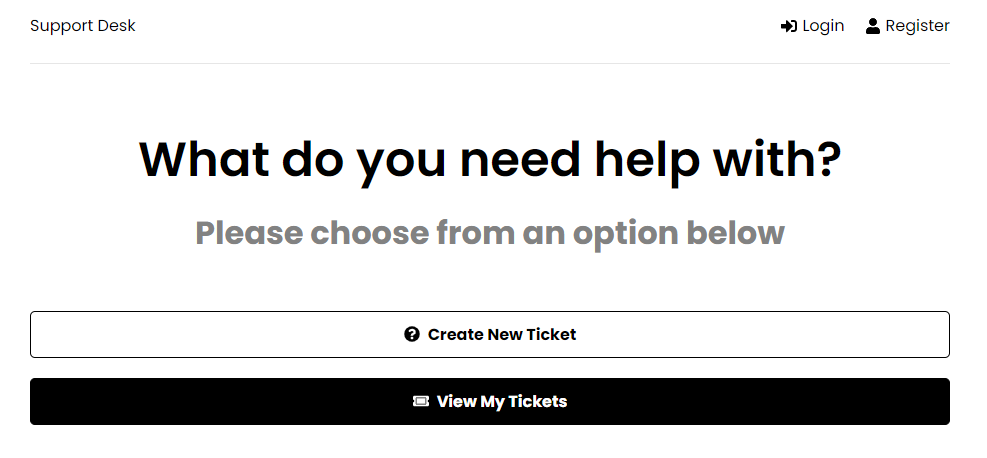 Support Desk
Login
Register
What do you need help with?
Please choose from an option below
Create New Ticket
View My Tickets